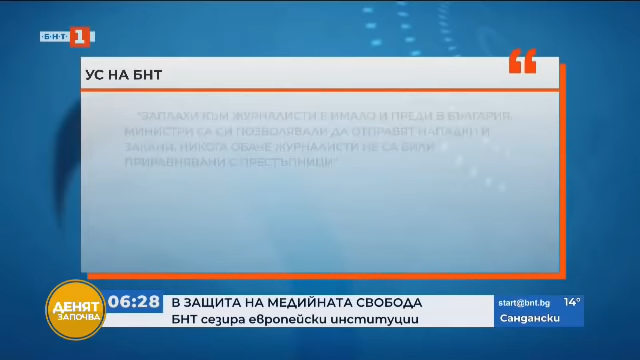 БНТ 1
УС НА БНТ
"ЗАПЛАХИ КЪМ ЖУРНАЛИСТИ Е ИМАЛО И ПРЕДИ В БЪЛГАРИЯ.
МИНИСТРИ СА СИ ПОЗВОЛЯВАЛИ ДА ОТПРАВЯТ НАПАДКИ И
ЗАКАНИ. НИКОГА ОБАЧЕ ЖУРНАЛИСТИ НЕ СА БИЛИ
ПРИРАВНЯВАНИ С ПРЕСТЪПНИЦИ"
ДЕНЯТ
ЗАПОЧВА
06:28
В ЗАЩИТА НА МЕДИЙНАТА СВОБОДА
БНТ сезира европейски институции
start@bnt.bg 14°
Сандански